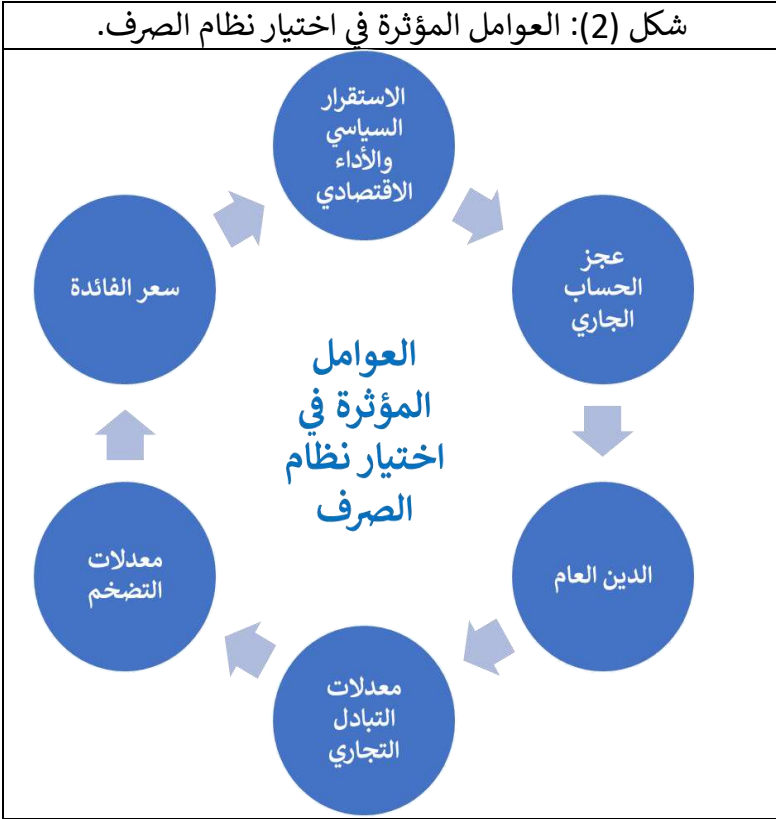 شكل (2): العوامل المؤثرة في اختيار نظام الصرف.
الاستقرار
السياسي
والأداء
الاقتصادي
عجز
الحساب
الجاري
الدين العام
معدلات
التبادل
التجاري
معدلات
التضخم
سعر الفائدة
العوامل
المؤثرة في
اختيار نظام
الصرف